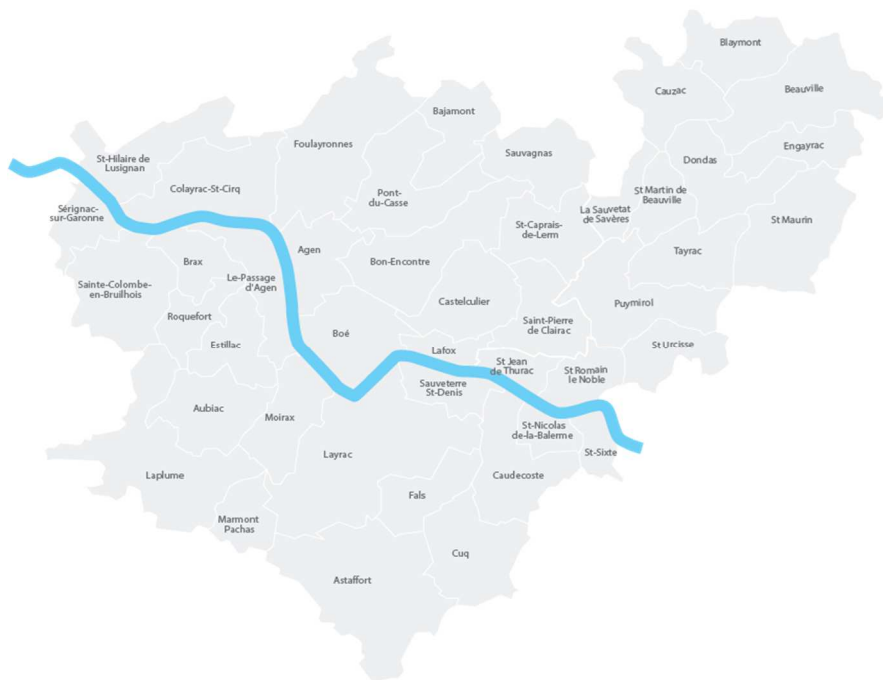 Blaymont
Cauzac
Beauville
Bajamont
Foulayronnes
Engayrac
Sauvagnas
Dondas
St-Hilaire de
Lusignan
Colayrac-St-Cirq
Pont-
du-Casse
St Martin de
Beauville
Sérignac-
sur-Garonne
La Sauvetat
de Savères
St Maurin
St-Caprais-
de-Lerm
Agen
Tayrac
Brax
Bon-Encontre
Le-Passage
d'Agen
Sainte-Colombe-
en-Bruilhois
Castelculier
Puymirol
Roquefort
Saint-Pierre
de Clairac
Boé
Estillac
Lafox
St Urcisse
St Jean
de Thurac
St Romain
le Noble
Sauveterre
St-Denis
Aubiac
Moirax
St-Nicolas
de-la-Balerme
Layrac
St-Sixte
Laplume
Caudecoste
Fals
Marmont
Pachas
Cuq
Astaffort